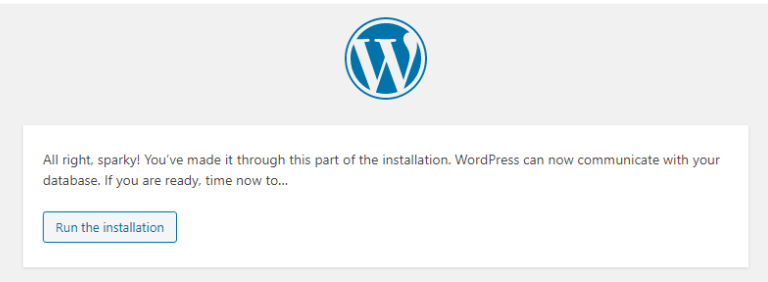 All right, sparky! You've made it through this part of the installation. WordPress can now communicate with your
database. If you are ready, time now to…
Run the installation